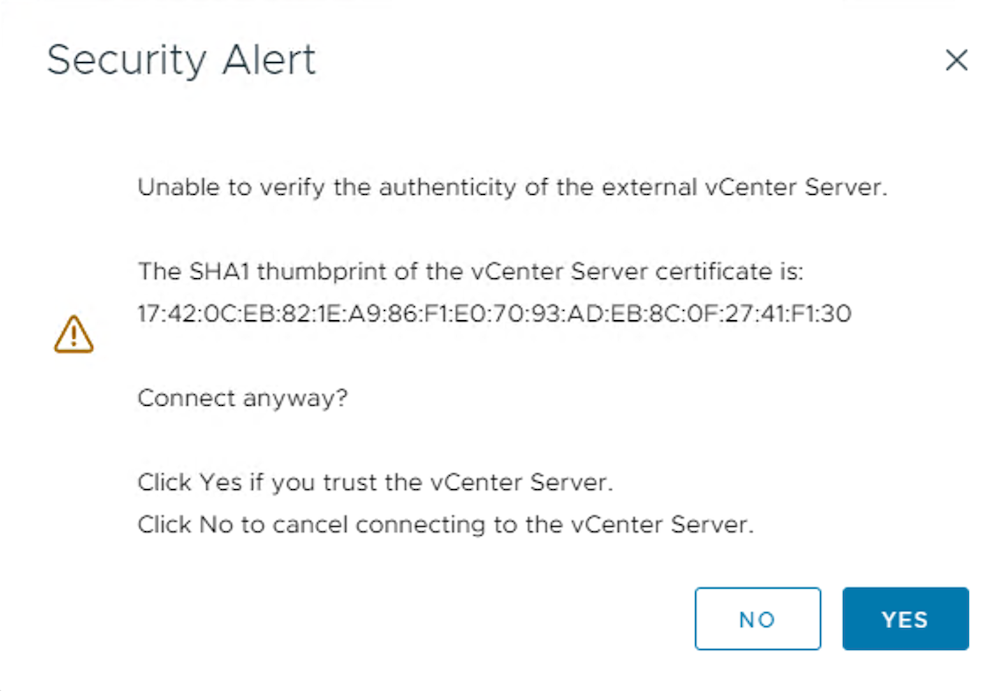 Security Alert
Unable to verify the authenticity of the external vCenter Server.
The SHA1 thumbprint of the vCenter Server certificate is:
17:42:0C:EB:82:1E:A9:86:F1:E0:70:93:AD:EB:8C:0F:27:41:F1:30
Connect anyway?
Click Yes if you trust the vCenter Server.
Click No to cancel connecting to the vCenter Server.
NO YES